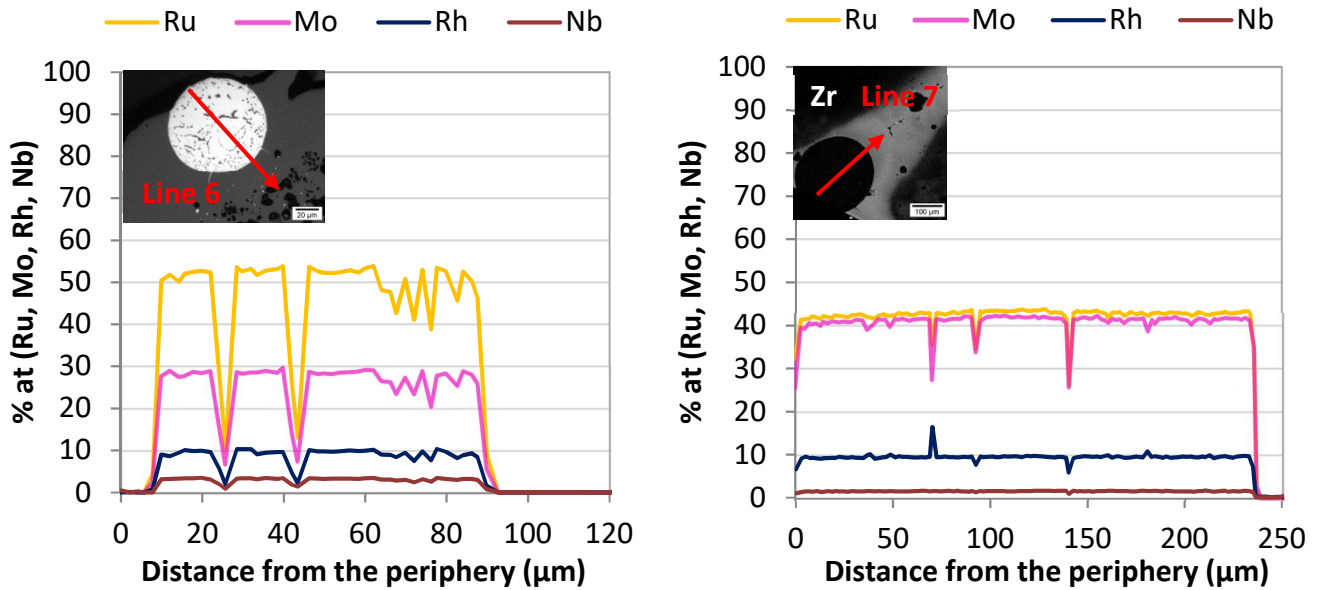 Ru Mo Rh Nb
% at (Ru, Mo, Rh, Nb)
100
90
80
70
60
50
40
30
20
10
0
Line 6
20 µm
0 20 40 60 80 100 120
Distance from the periphery (µm)
Ru Mo Rh Nb
% at (Ru, Mo, Rh, Nb)
100
90
80
70
60
50
40
30
20
10
0
Zr Line 7
100 µm
0 50 100 150 200 250
Distance from the periphery (µm)